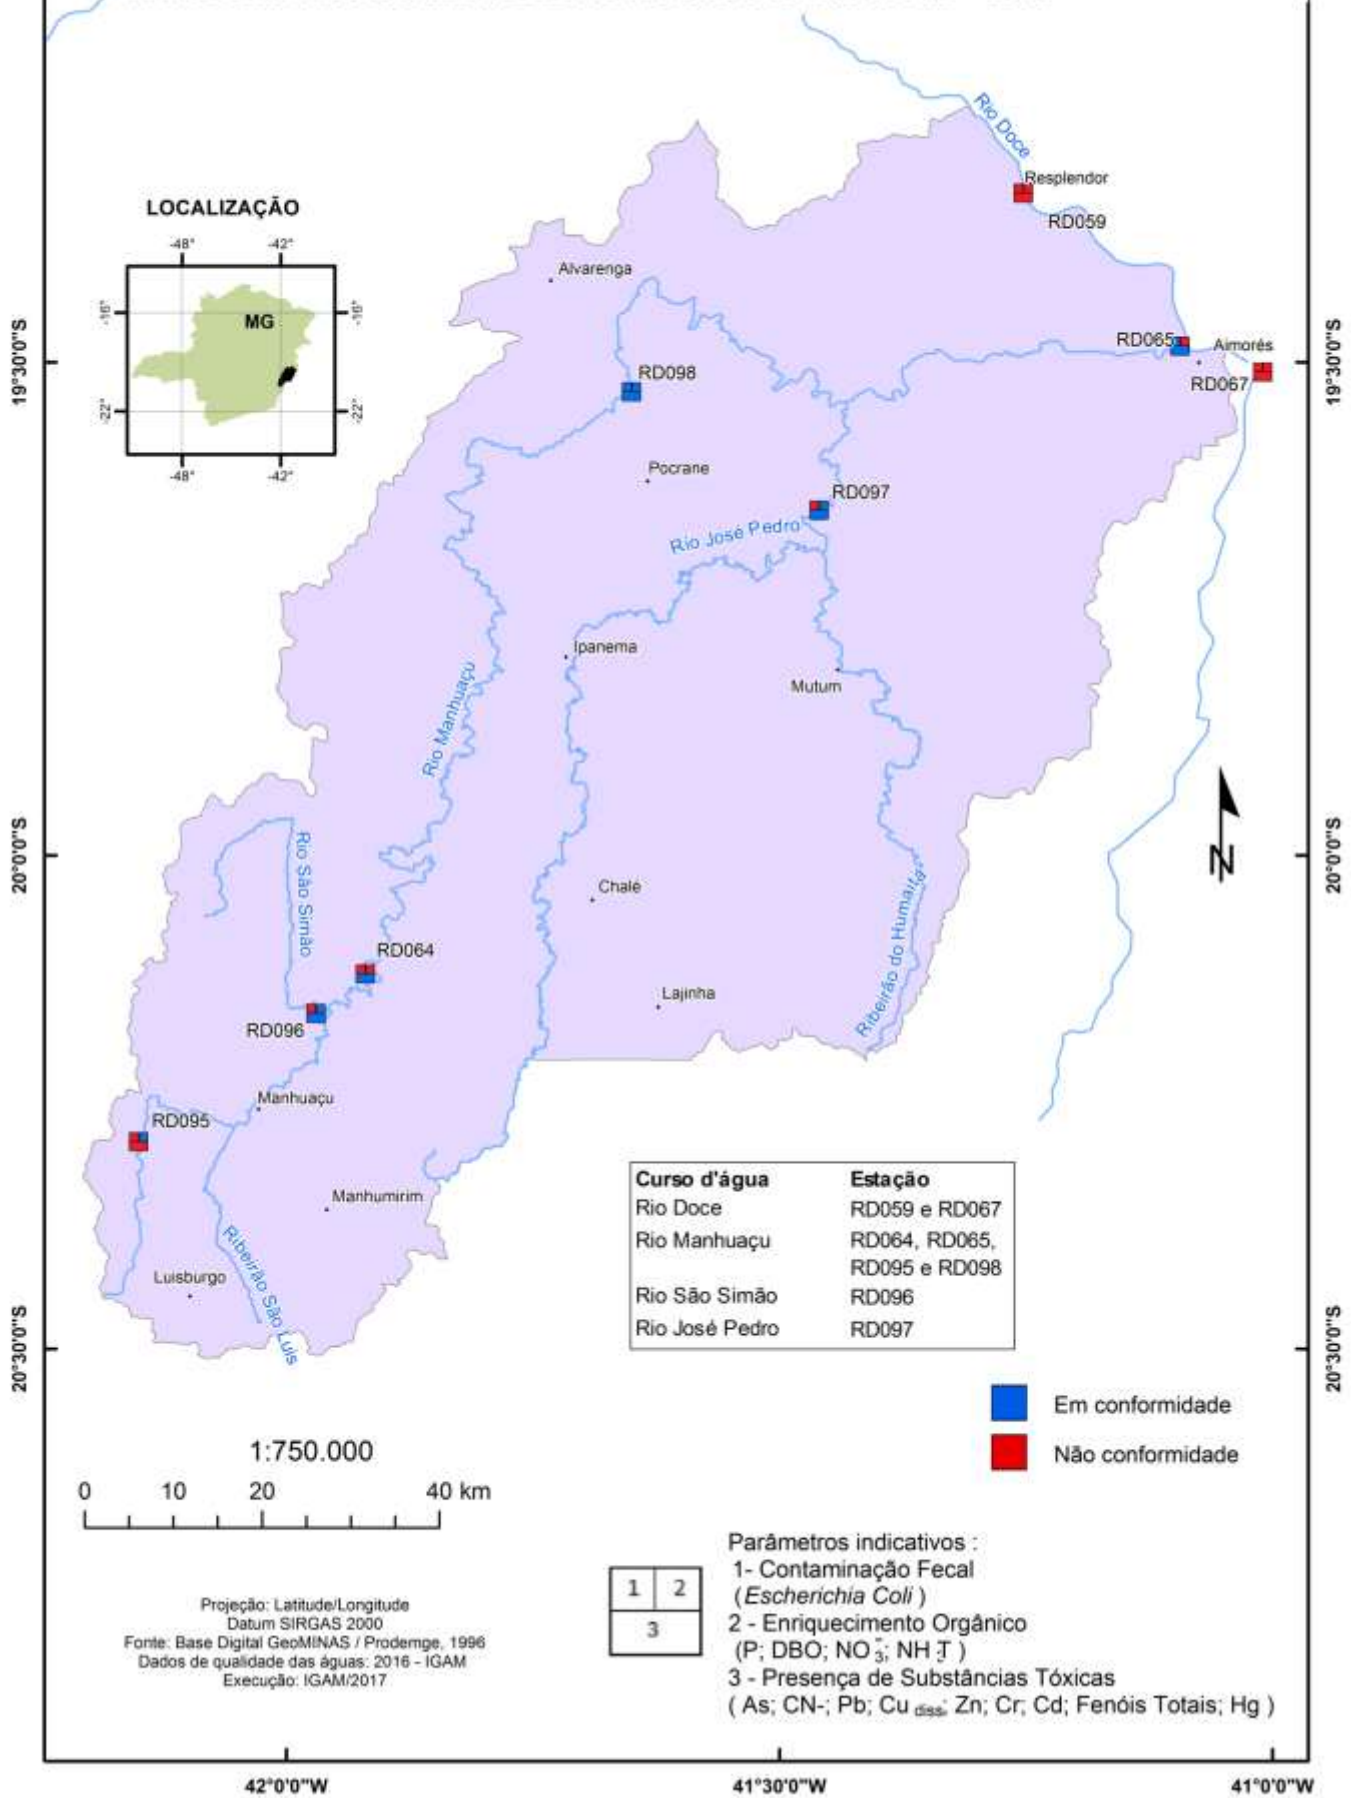 Rio Doce
Resplendor
RD059
LOCALIZAÇÃO
-48° -42°
-16° -16°
MG
-22° -22°
-48° -42°
Alvarenga
19°30'0"S
19°30'0"S
RD065
Aimorés
RD067
RD098
Pocrane
RD097
Rio José Pedro
Ipanema
Mutum
Rio Manhuaçu
20°0'0"S
20°0'0"S
N
Rio São Simão
Chalé
Ribeirão do Humaitá
RD064
Lajinha
RD096
Manhuaçu
RD095
Manhumirim
Luisburgo
Ribeirão São Luis
Curso d'água Estação
Rio Doce RD059 e RD067
Rio Manhuaçu RD064, RD065,
RD095 e RD098
Rio São Simão RD096
Rio José Pedro RD097
20°30'0"S
20°30'0"S
Em conformidade
Não conformidade
1:750.000
0 10 20 40 km
Projeção: Latitude/Longitude
Datum SIRGAS 2000
Fonte: Base Digital GeoMINAS / Prodemge, 1996
Dados de qualidade das águas: 2016 - IGAM
Execução: IGAM/2017
1 2
3
Parâmetros indicativos :
1- Contaminação Fecal
(Escherichia Coli )
2 - Enriquecimento Orgânico
(P; DBO; NO3-; NH3T )
3 - Presença de Substâncias Tóxicas
( As; CN-; Pb; Cu diss; Zn; Cr; Cd; Fenóis Totais; Hg )
42°0'0"W 41°30'0"W 41°0'0"W